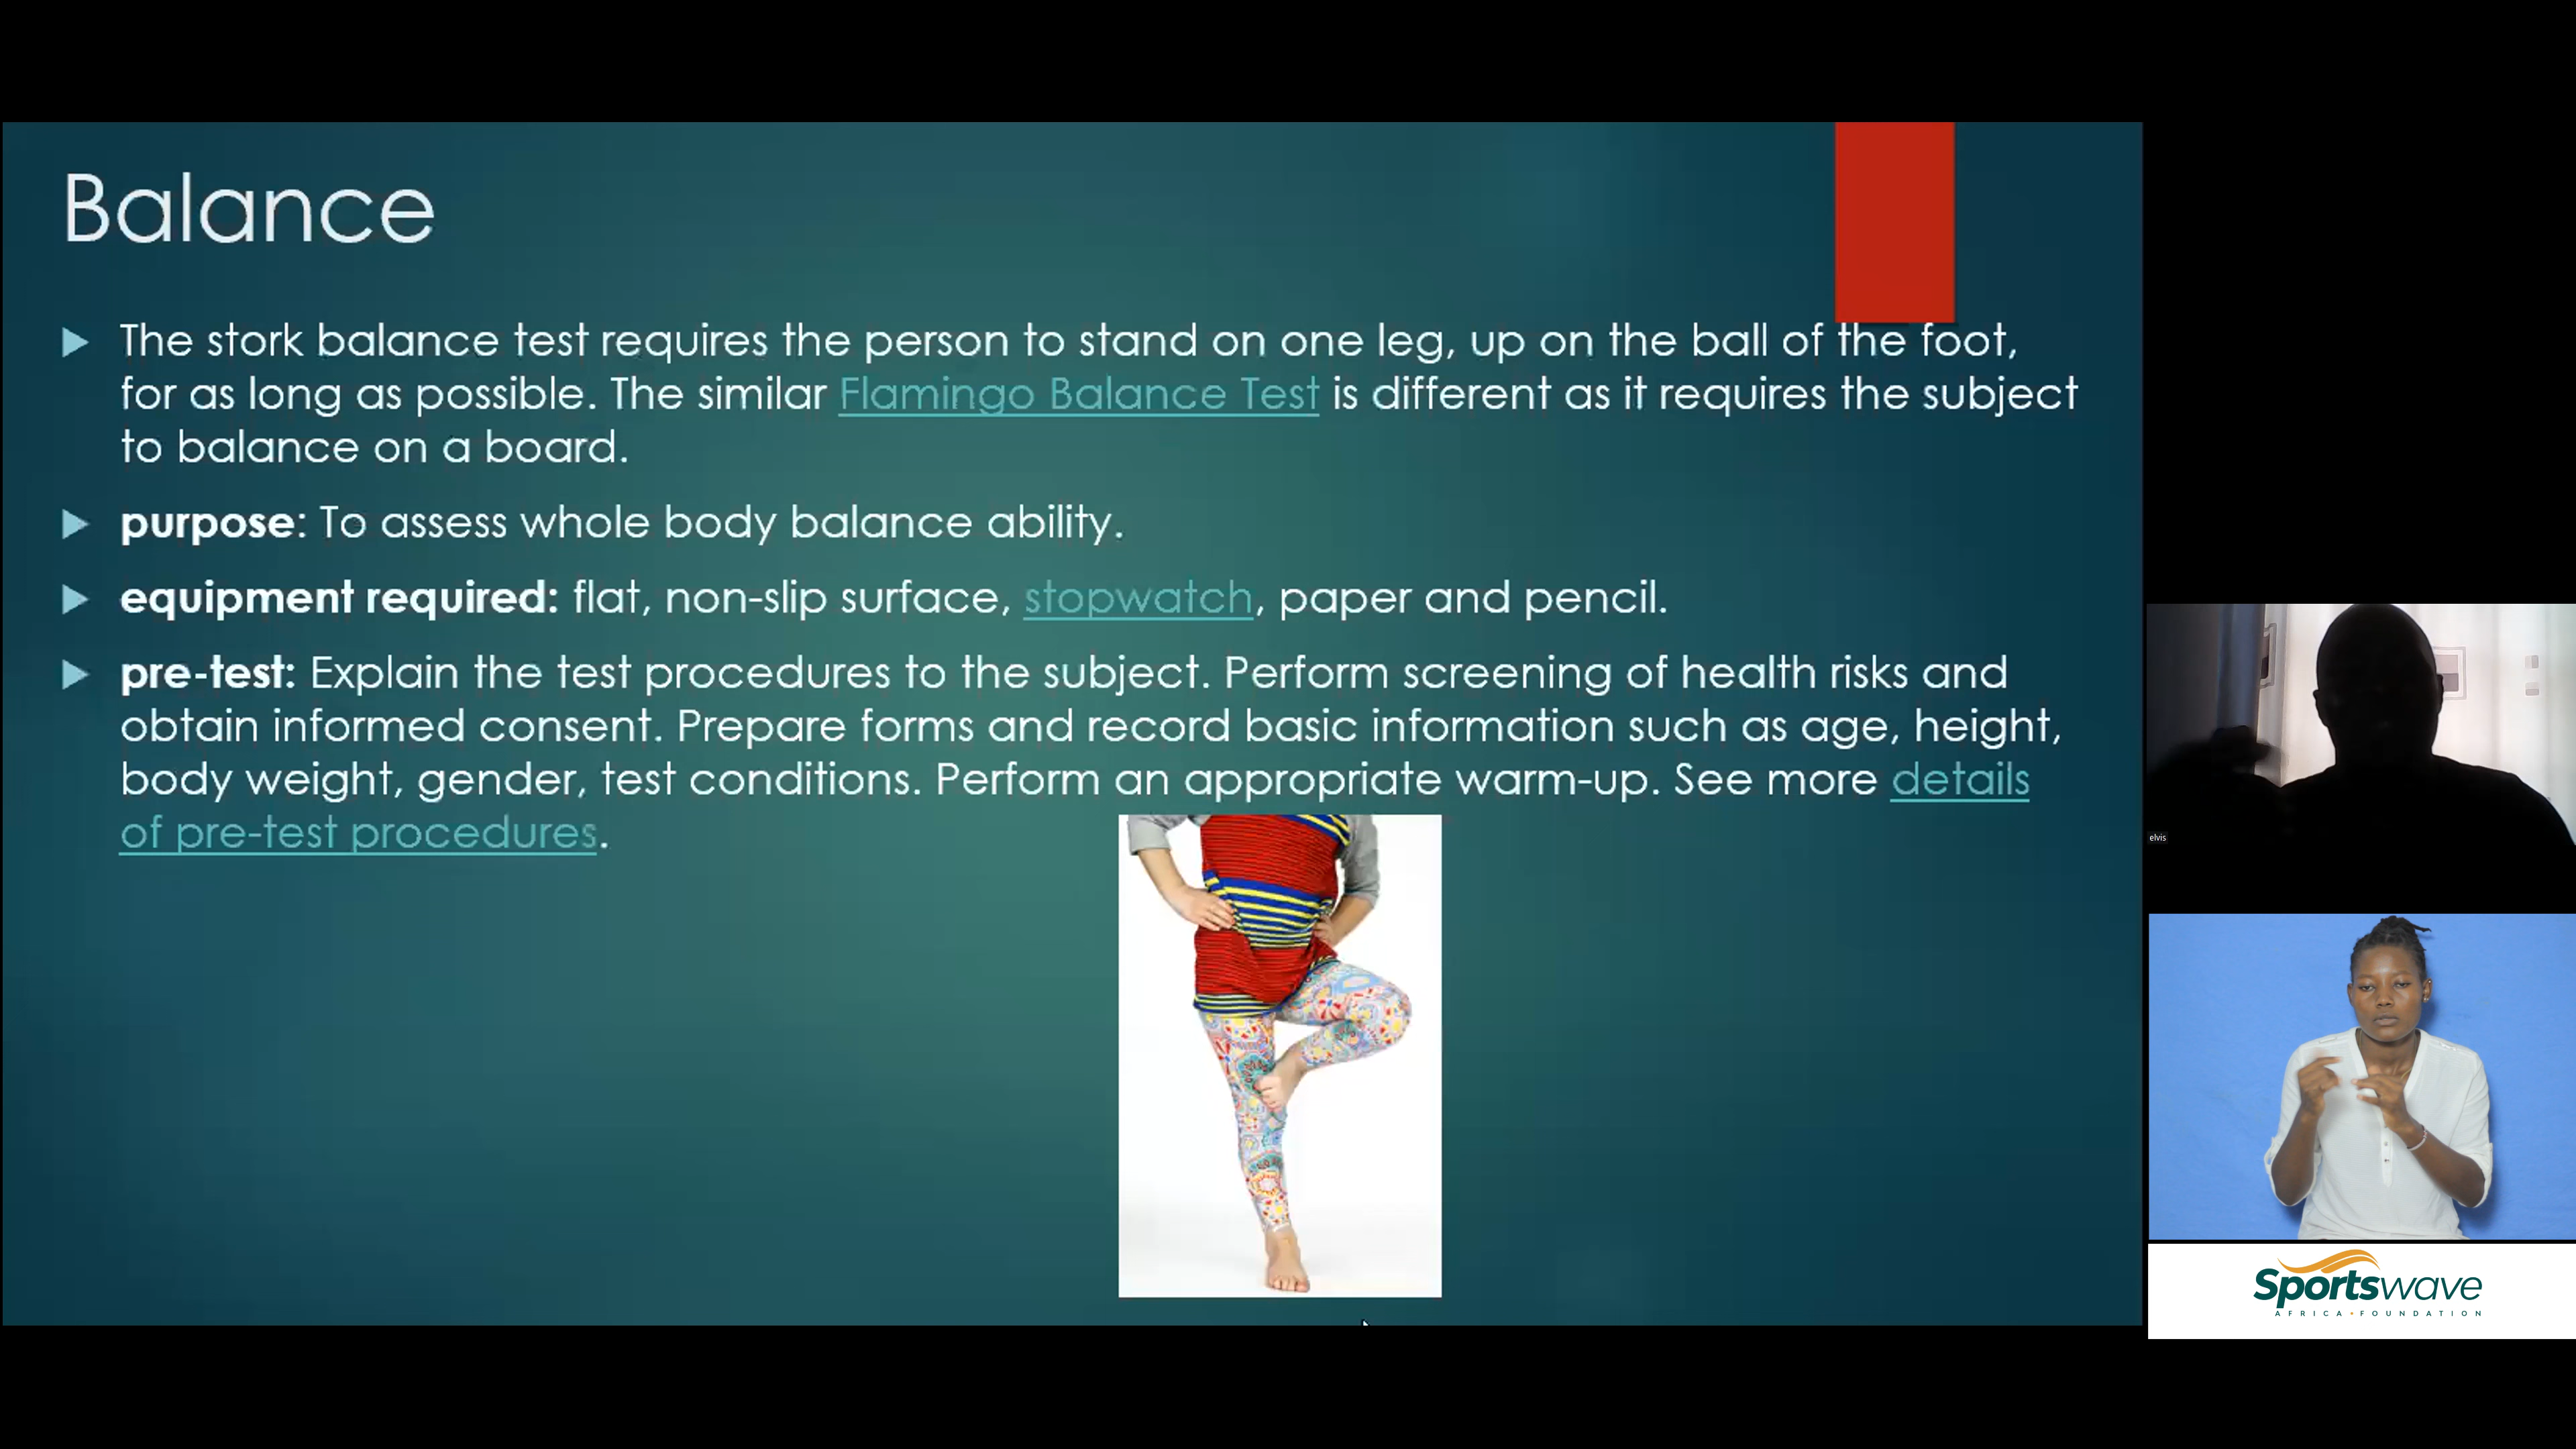 Balance
The stork balance test requires the person to stand on one leg, up on the ball of the foot,
for as long as possible. The similar Flamingo Balance Test is different as it requires the subject
to balance on a board.
purpose: To assess whole body balance ability.
equipment required: flat, non-slip surface, stopwatch, paper and pencil.
pre-test: Explain the test procedures to the subject. Perform screening of health risks and
obtain informed consent. Prepare forms and record basic information such as age, height,
body weight, gender, test conditions. Perform an appropriate warm-up. See more details
of pre-test procedures.
elvis
Sportswave
AFRICA • FOUNDATION